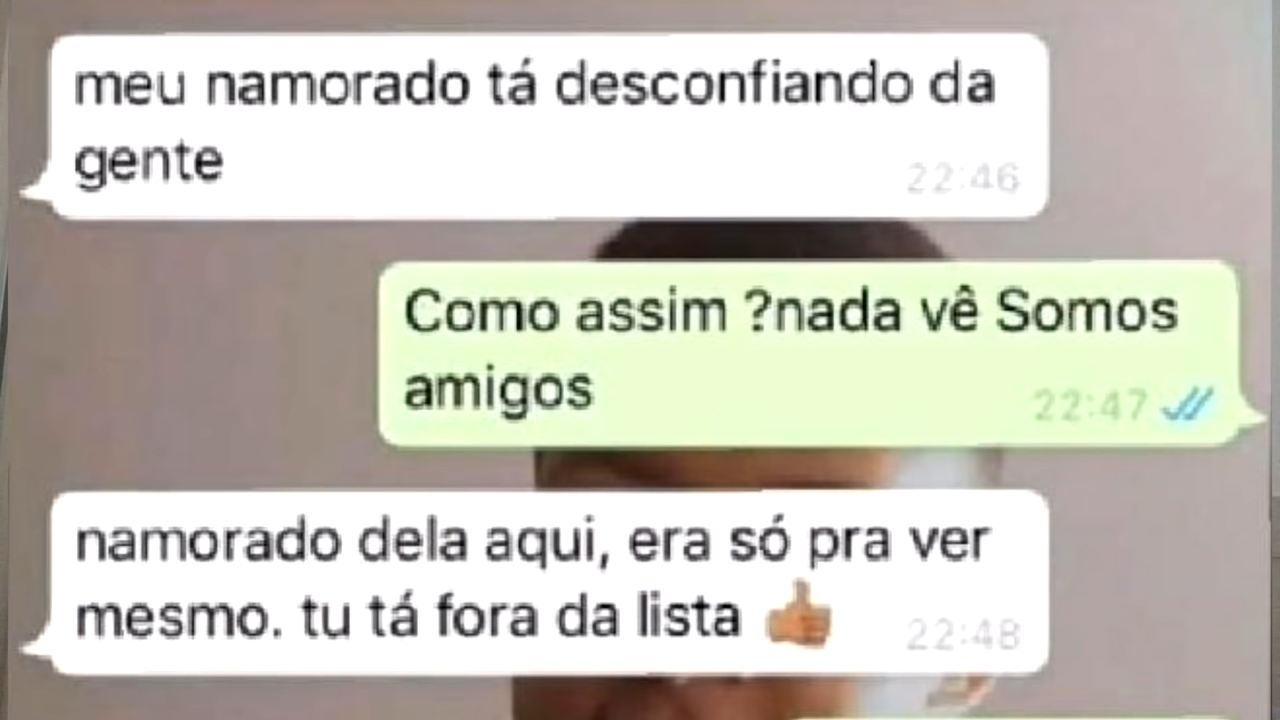 meu namorado tá desconfiando da
gente
22:46
Como assim ?nada vê Somos
amigos
22:47
namorado dela aqui, era só pra ver
mesmo. tu tá fora da lista 👍
22:48